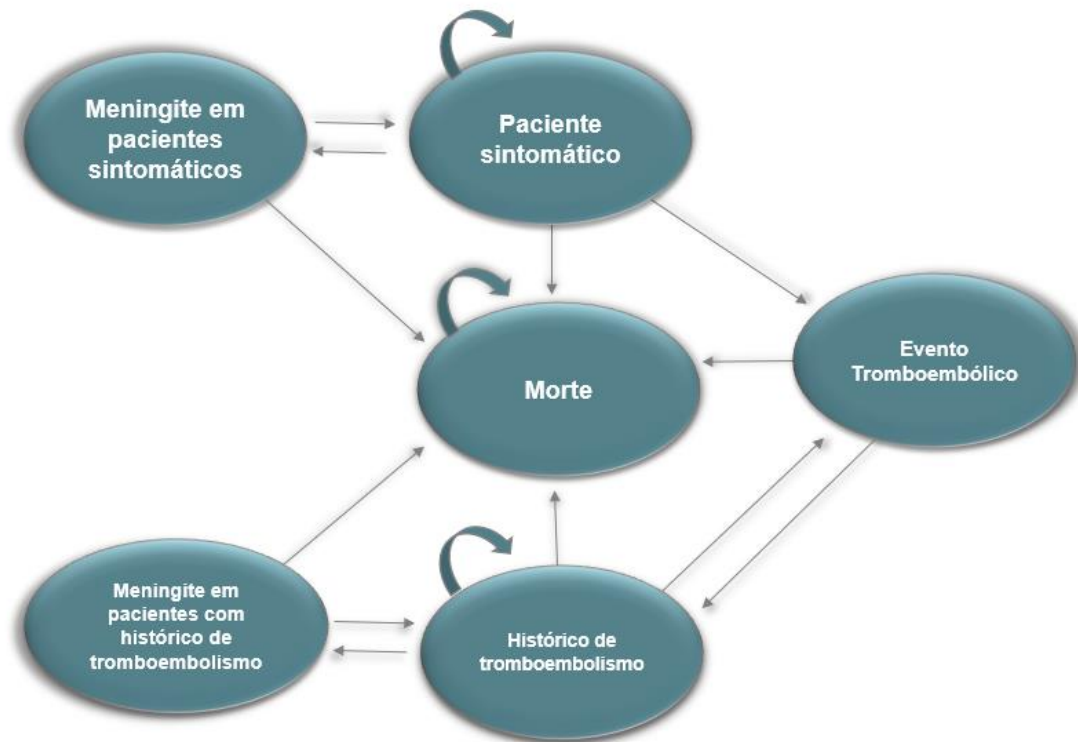 Meningite em
pacientes
sintomáticos
Paciente
sintomático
Evento
Tromboembólico
Morte
Meningite em
pacientes com
histórico de
tromboembolismo
Histórico de
tromboembolismo